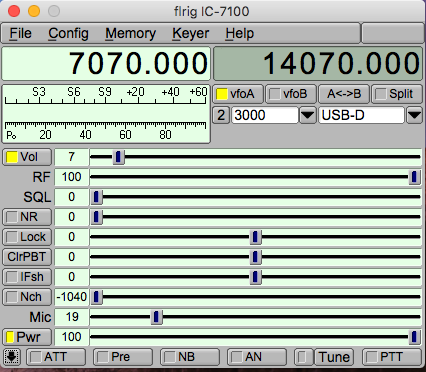 flrig IC-7100
File Config Memory Keyer Help
7070.000 14070.000
S3 S6 S9 +20 +40 +60
Po 20 40 60 80
vfoA vfoB A<->B Split
2 3000 USB-D
Vol 7
RF 100
SQL 0
NR 0
Lock 0
ClrPBT 0
IFsh 0
Nch -1040
Mic 19
Pwr 100
ATT Pre NB AN Tune PTT